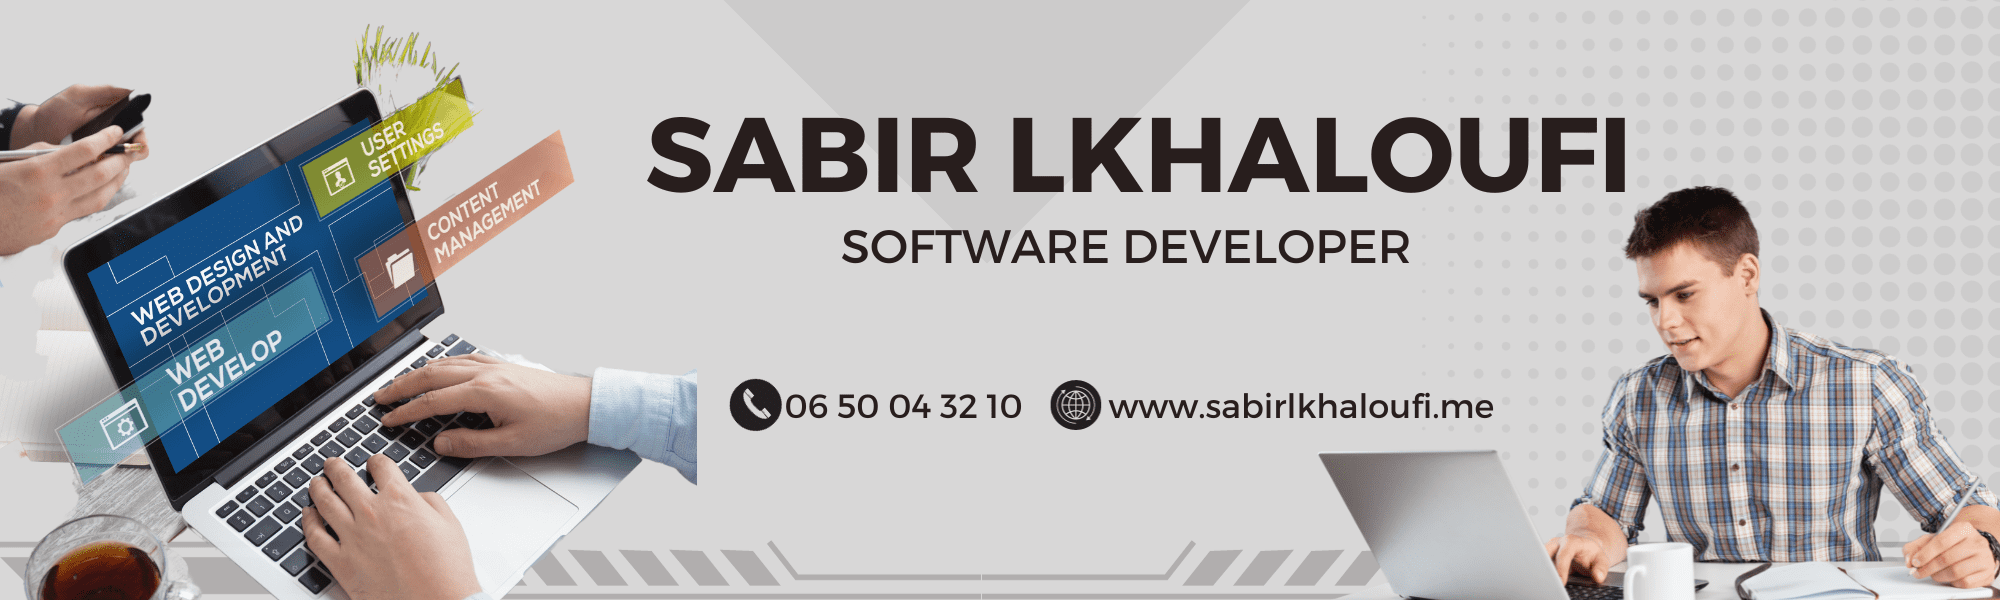 SABIR LKHALOUFI
SOFTWARE DEVELOPER
06 50 04 32 10
www.sabirlkhaloufi.me
USER
SETTINGS
CONTENT
MANAGEMENT
WEB DESIGN AND
DEVELOPMENT
WEB
DEVELOP